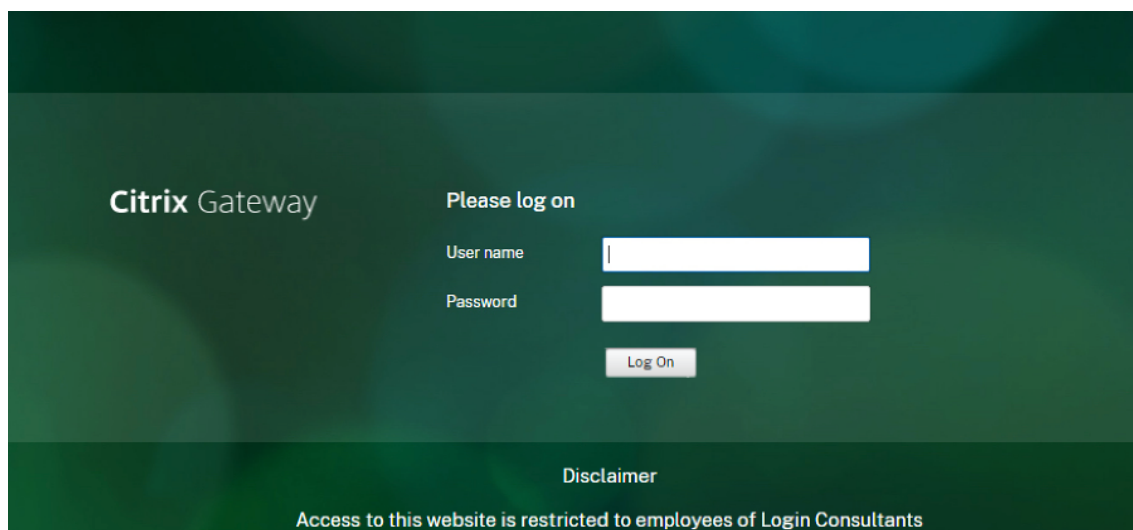 Citrix Gateway
Please log on
User name
Password
Log On
Disclaimer
Access to this website is restricted to employees of Login Consultants